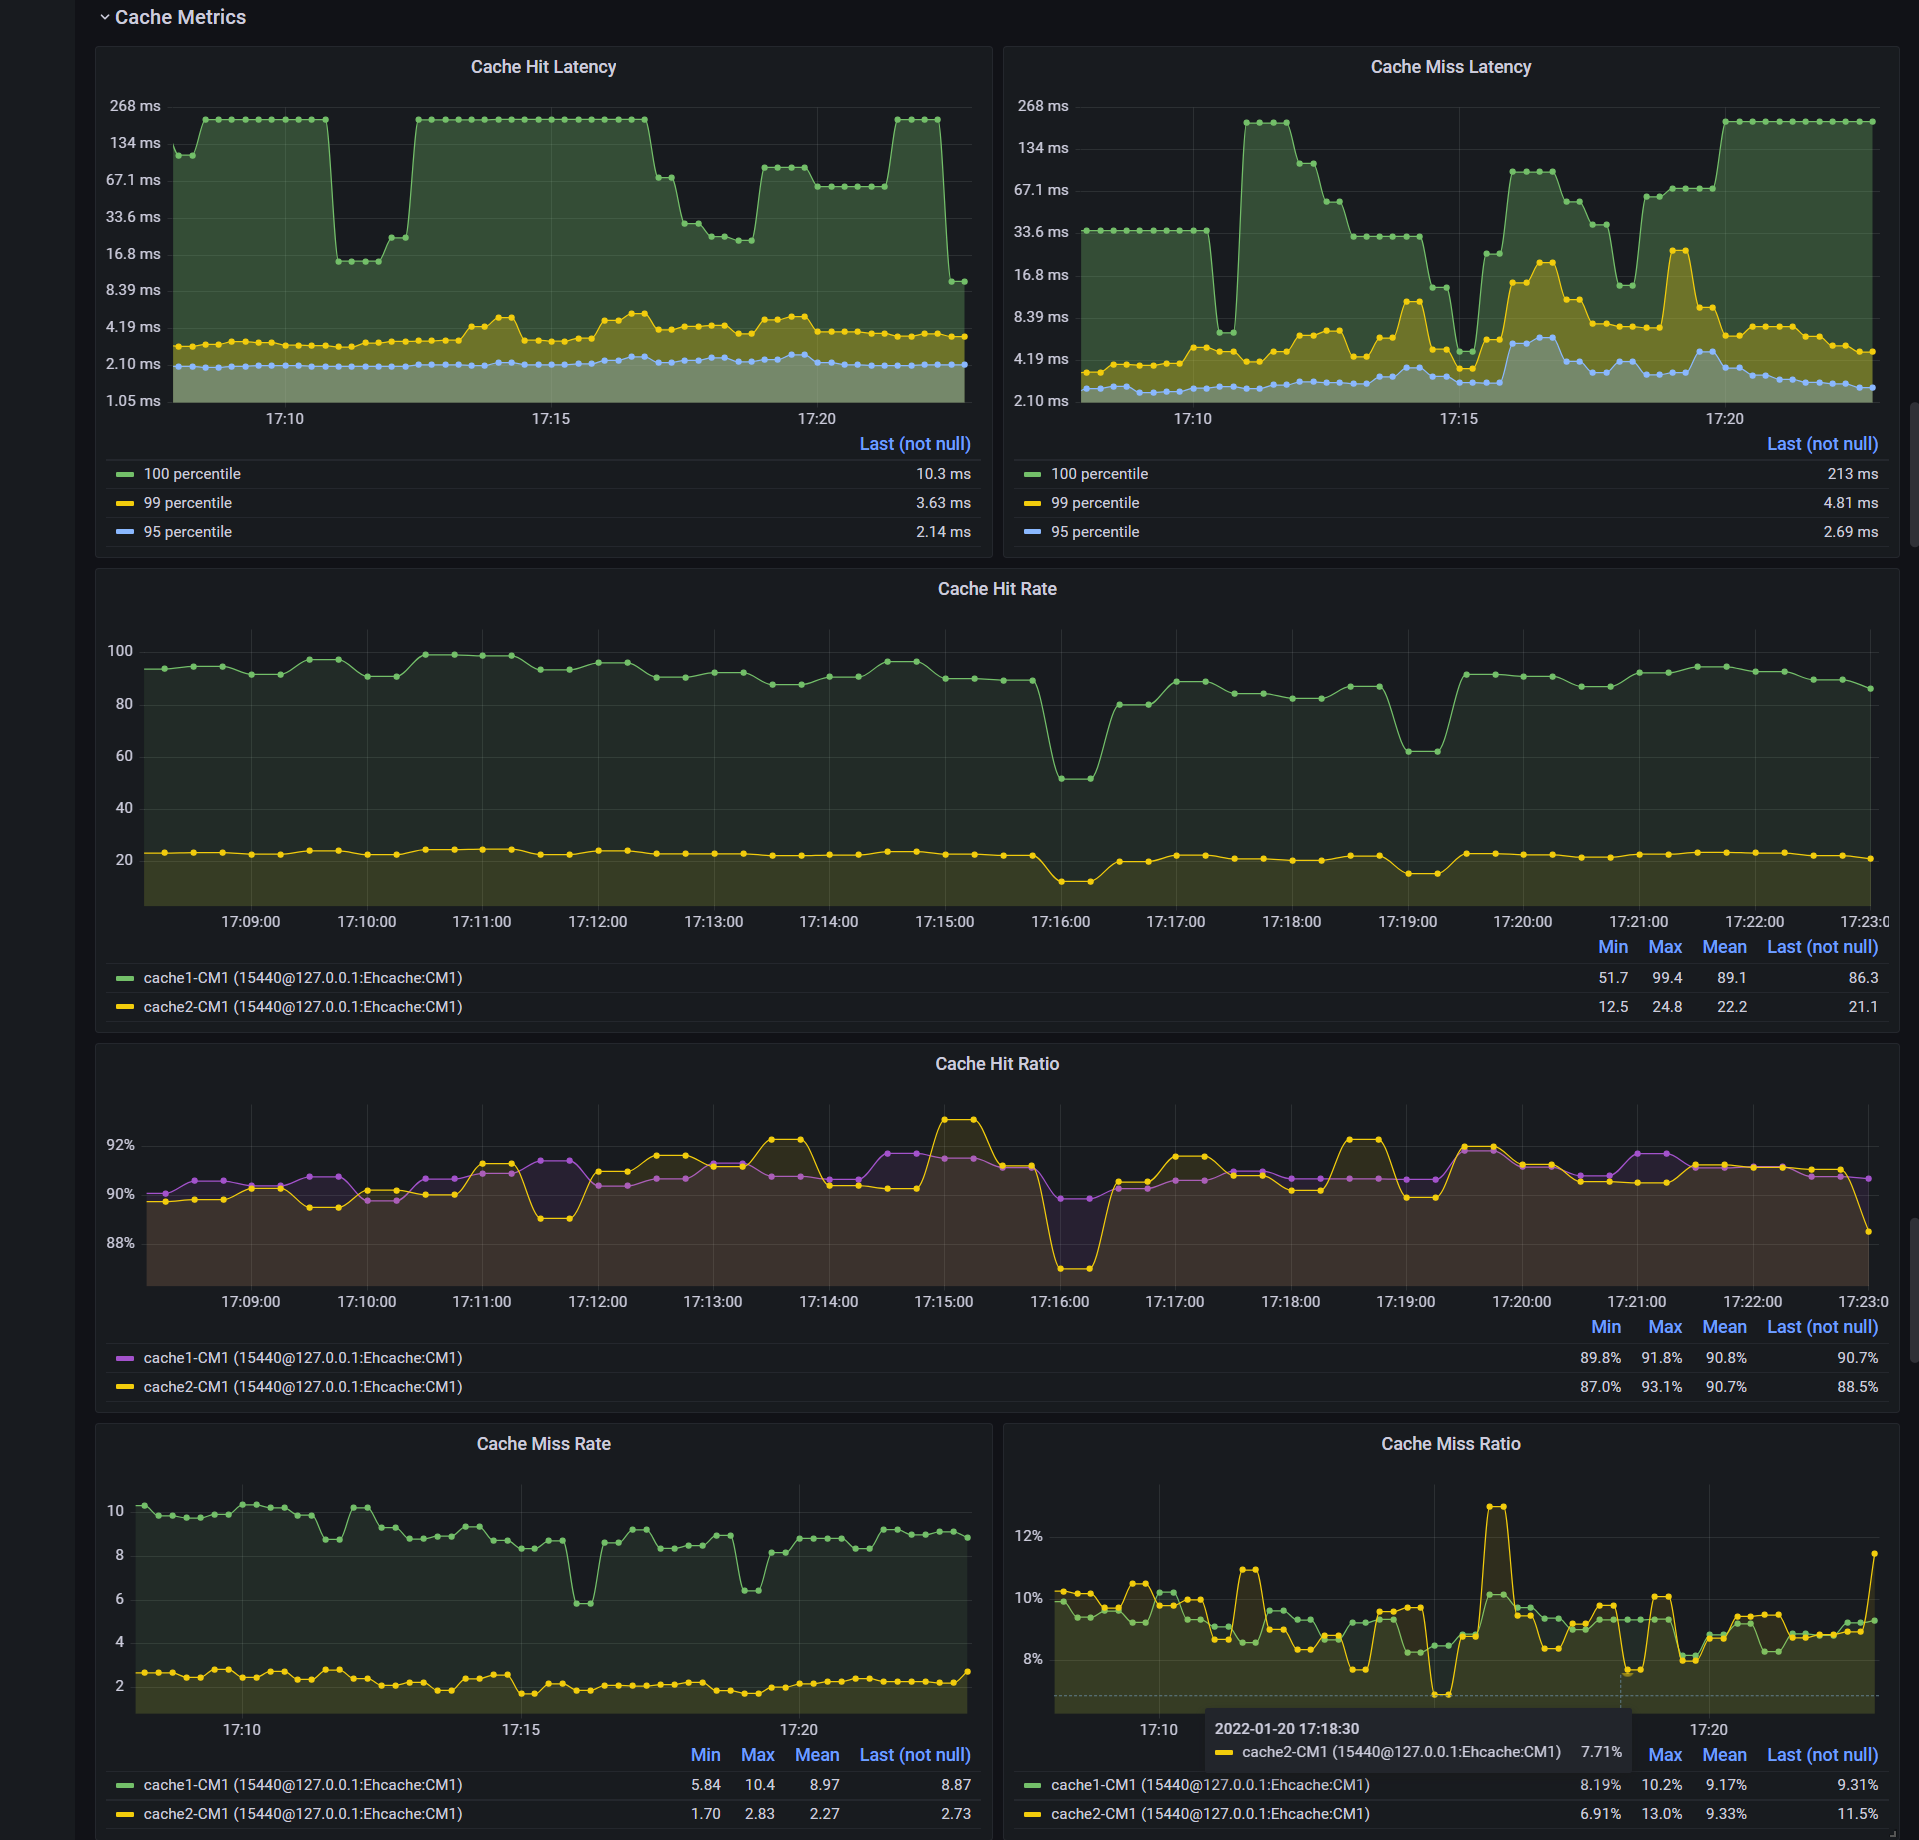 Cache Metrics
Cache Hit Latency
268 ms
134 ms
67.1 ms
33.6 ms
16.8 ms
8.39 ms
4.19 ms
2.10 ms
1.05 ms
17:10 17:15 17:20
Last (not null)
100 percentile 10.3 ms
99 percentile 3.63 ms
95 percentile 2.14 ms
Cache Miss Latency
268 ms
134 ms
67.1 ms
33.6 ms
16.8 ms
8.39 ms
4.19 ms
2.10 ms
17:10 17:15 17:20
Last (not null)
100 percentile 213 ms
99 percentile 4.81 ms
95 percentile 2.69 ms
Cache Hit Rate
100
80
60
40
20
17:09:00 17:10:00 17:11:00 17:12:00 17:13:00 17:14:00 17:15:00 17:16:00 17:17:00 17:18:00 17:19:00 17:20:00 17:21:00 17:22:00 17:23:0
Min Max Mean Last (not null)
cache1-CM1 (15440@127.0.0.1:Ehcache:CM1) 51.7 99.4 89.1 86.3
cache2-CM1 (15440@127.0.0.1:Ehcache:CM1) 12.5 24.8 22.2 21.1
Cache Hit Ratio
92%
90%
88%
17:09:00 17:10:00 17:11:00 17:12:00 17:13:00 17:14:00 17:15:00 17:16:00 17:17:00 17:18:00 17:19:00 17:20:00 17:21:00 17:22:00 17:23:0
Min Max Mean Last (not null)
cache1-CM1 (15440@127.0.0.1:Ehcache:CM1) 89.8% 91.8% 90.8% 90.7%
cache2-CM1 (15440@127.0.0.1:Ehcache:CM1) 87.0% 93.1% 90.7% 88.5%
Cache Miss Rate
10
8
6
4
2
17:10 17:15 17:20
Min Max Mean Last (not null)
cache1-CM1 (15440@127.0.0.1:Ehcache:CM1) 5.84 10.4 8.97 8.87
cache2-CM1 (15440@127.0.0.1:Ehcache:CM1) 1.70 2.83 2.27 2.73
Cache Miss Ratio
12%
10%
8%
17:10 17:20
2022-01-20 17:18:30
cache2-CM1 (15440@127.0.0.1:Ehcache:CM1) 7.71%
Max Mean Last (not null)
cache1-CM1 (15440@127.0.0.1:Ehcache:CM1) 8.19% 10.2% 9.17% 9.31%
cache2-CM1 (15440@127.0.0.1:Ehcache:CM1) 6.91% 13.0% 9.33% 11.5%